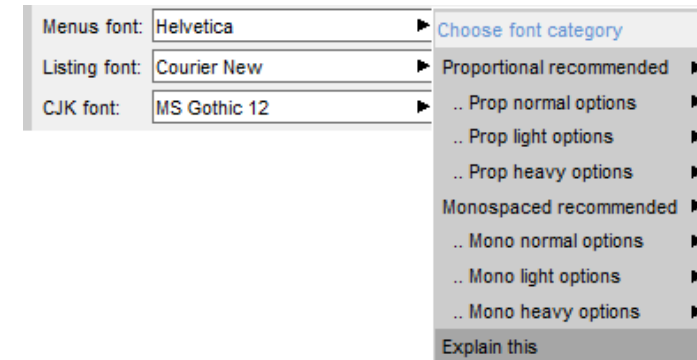 Menus font: Helvetica
Listing font: Courier New
CJK font: MS Gothic 12
Choose font category
Proportional recommended
.. Prop normal options
.. Prop light options
.. Prop heavy options
Monospaced recommended
.. Mono normal options
.. Mono light options
.. Mono heavy options
Explain this